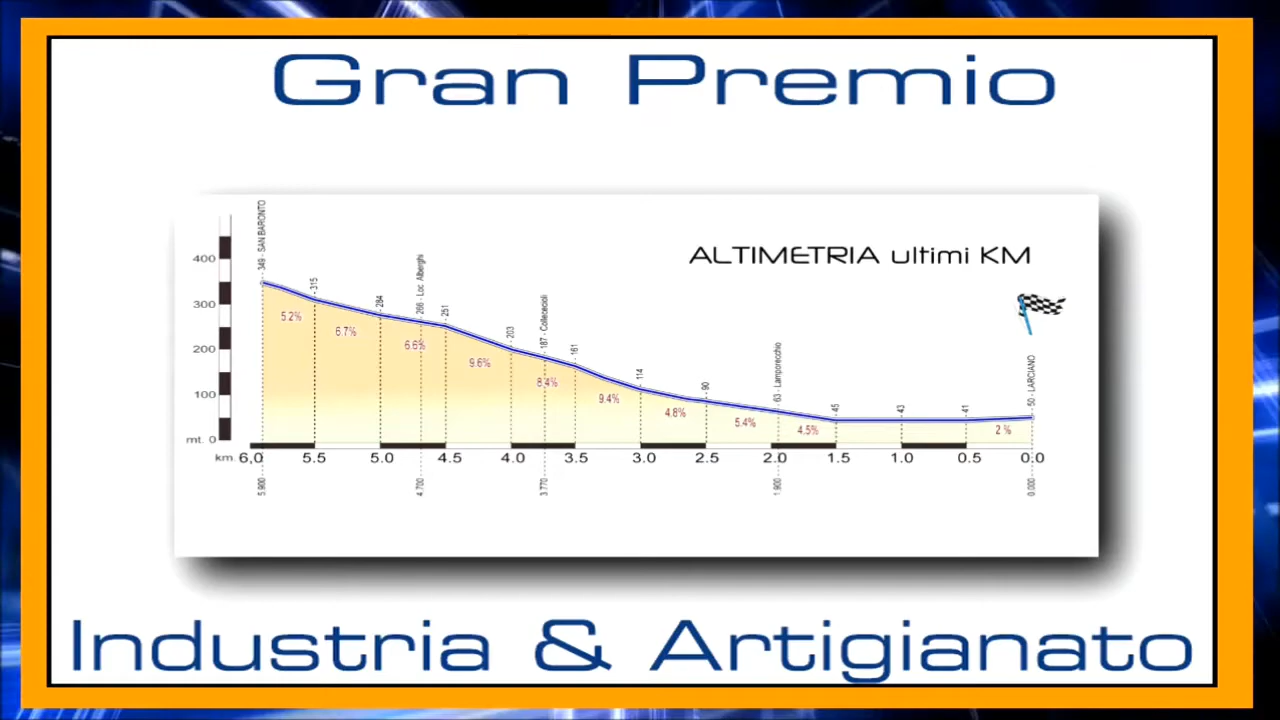 Gran Premio
ALTIMETRIA ultimi KM
400
300
200
100
mt. 0
349 - SAN BARONTO
315
284
266 - Loc. Alberghi
251
203
187 - Collececioli
161
114
90
63 - Lamporecchio
45
43
41
50 - LARCIANO
5.2%
6.7%
6.6%
9.6%
8.4%
9.4%
4.8%
5.4%
4.5%
2 %
km. 6,0 5.5 5.0 4.5 4.0 3.5 3.0 2.5 2.0 1.5 1.0 0.5 0.0
5.900 4.700 3.770 1.900 0.000
Industria & Artigianato